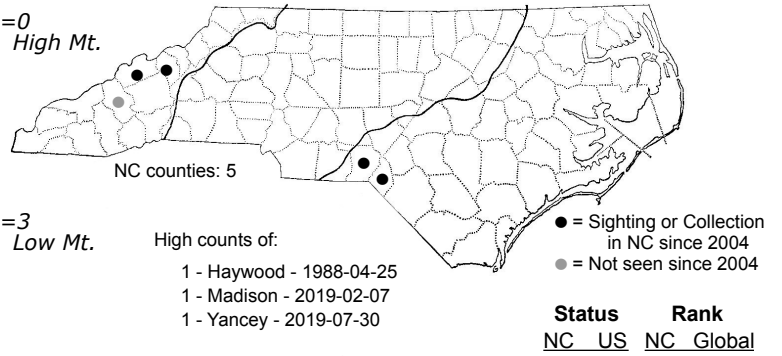 =0
High Mt.
NC counties: 5
=3
Low Mt.
High counts of:
1 - Haywood - 1988-04-25
1 - Madison - 2019-02-07
1 - Yancey - 2019-07-30
= Sighting or Collection
in NC since 2004
= Not seen since 2004
Status Rank
NC US NC Global